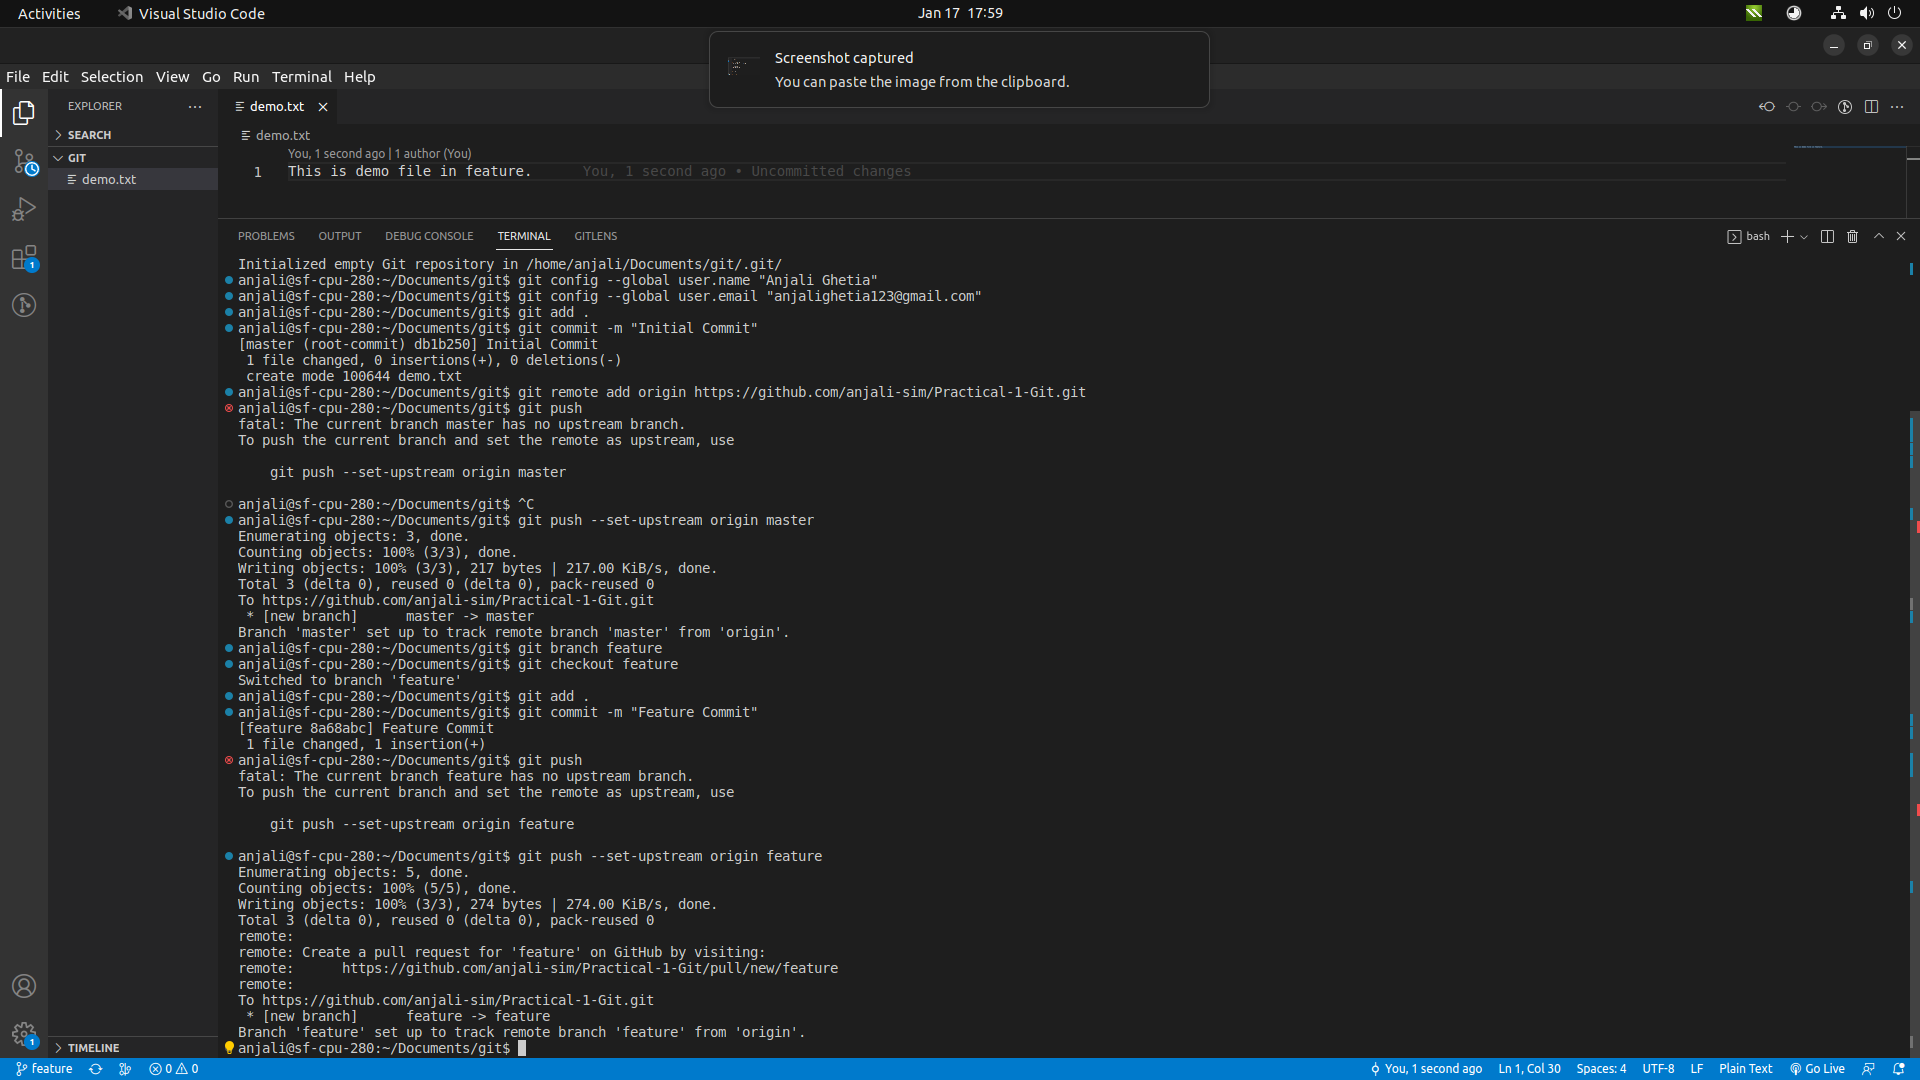 Activities Visual Studio Code Jan 17 17:59
Screenshot captured
You can paste the image from the clipboard.
File Edit Selection View Go Run Terminal Help
EXPLORER
SEARCH
GIT
demo.txt
demo.txt
demo.txt
You, 1 second ago | 1 author (You)
1 This is demo file in feature. You, 1 second ago • Uncommitted changes
PROBLEMS OUTPUT DEBUG CONSOLE TERMINAL GITLENS bash
Initialized empty Git repository in /home/anjali/Documents/git/.git/
anjali@sf-cpu-280:~/Documents/git$ git config --global user.name "Anjali Ghetia"
anjali@sf-cpu-280:~/Documents/git$ git config --global user.email "anjalighetia123@gmail.com"
anjali@sf-cpu-280:~/Documents/git$ git add .
anjali@sf-cpu-280:~/Documents/git$ git commit -m "Initial Commit"
[master (root-commit) db1b250] Initial Commit
1 file changed, 0 insertions(+), 0 deletions(-)
create mode 100644 demo.txt
anjali@sf-cpu-280:~/Documents/git$ git remote add origin https://github.com/anjali-sim/Practical-1-Git.git
anjali@sf-cpu-280:~/Documents/git$ git push
fatal: The current branch master has no upstream branch.
To push the current branch and set the remote as upstream, use
git push --set-upstream origin master
anjali@sf-cpu-280:~/Documents/git$ ^C
anjali@sf-cpu-280:~/Documents/git$ git push --set-upstream origin master
Enumerating objects: 3, done.
Counting objects: 100% (3/3), done.
Writing objects: 100% (3/3), 217 bytes | 217.00 KiB/s, done.
Total 3 (delta 0), reused 0 (delta 0), pack-reused 0
To https://github.com/anjali-sim/Practical-1-Git.git
* [new branch]      master -> master
Branch 'master' set up to track remote branch 'master' from 'origin'.
anjali@sf-cpu-280:~/Documents/git$ git branch feature
anjali@sf-cpu-280:~/Documents/git$ git checkout feature
Switched to branch 'feature'
anjali@sf-cpu-280:~/Documents/git$ git add .
anjali@sf-cpu-280:~/Documents/git$ git commit -m "Feature Commit"
[feature 8a68abc] Feature Commit
1 file changed, 1 insertion(+)
anjali@sf-cpu-280:~/Documents/git$ git push
fatal: The current branch feature has no upstream branch.
To push the current branch and set the remote as upstream, use
git push --set-upstream origin feature
anjali@sf-cpu-280:~/Documents/git$ git push --set-upstream origin feature
Enumerating objects: 5, done.
Counting objects: 100% (5/5), done.
Writing objects: 100% (3/3), 274 bytes | 274.00 KiB/s, done.
Total 3 (delta 0), reused 0 (delta 0), pack-reused 0
remote:
remote: Create a pull request for 'feature' on GitHub by visiting:
remote:      https://github.com/anjali-sim/Practical-1-Git/pull/new/feature
remote:
To https://github.com/anjali-sim/Practical-1-Git.git
* [new branch]      feature -> feature
Branch 'feature' set up to track remote branch 'feature' from 'origin'.
anjali@sf-cpu-280:~/Documents/git$
1
1
TIMELINE
feature 0 0 You, 1 second ago Ln 1, Col 30 Spaces: 4 UTF-8 LF Plain Text Go Live